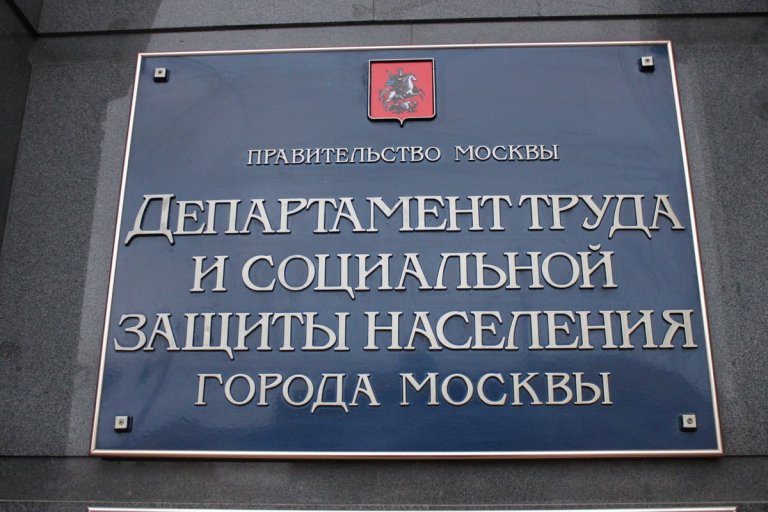 ПРАВИТЕЛЬСТВО МОСКВЫ
ДЕПАРТАМЕНТ ТРУДА
И СОЦИАЛЬНОЙ
ЗАЩИТЫ НАСЕЛЕНИЯ
ГОРОДА МОСКВЫ